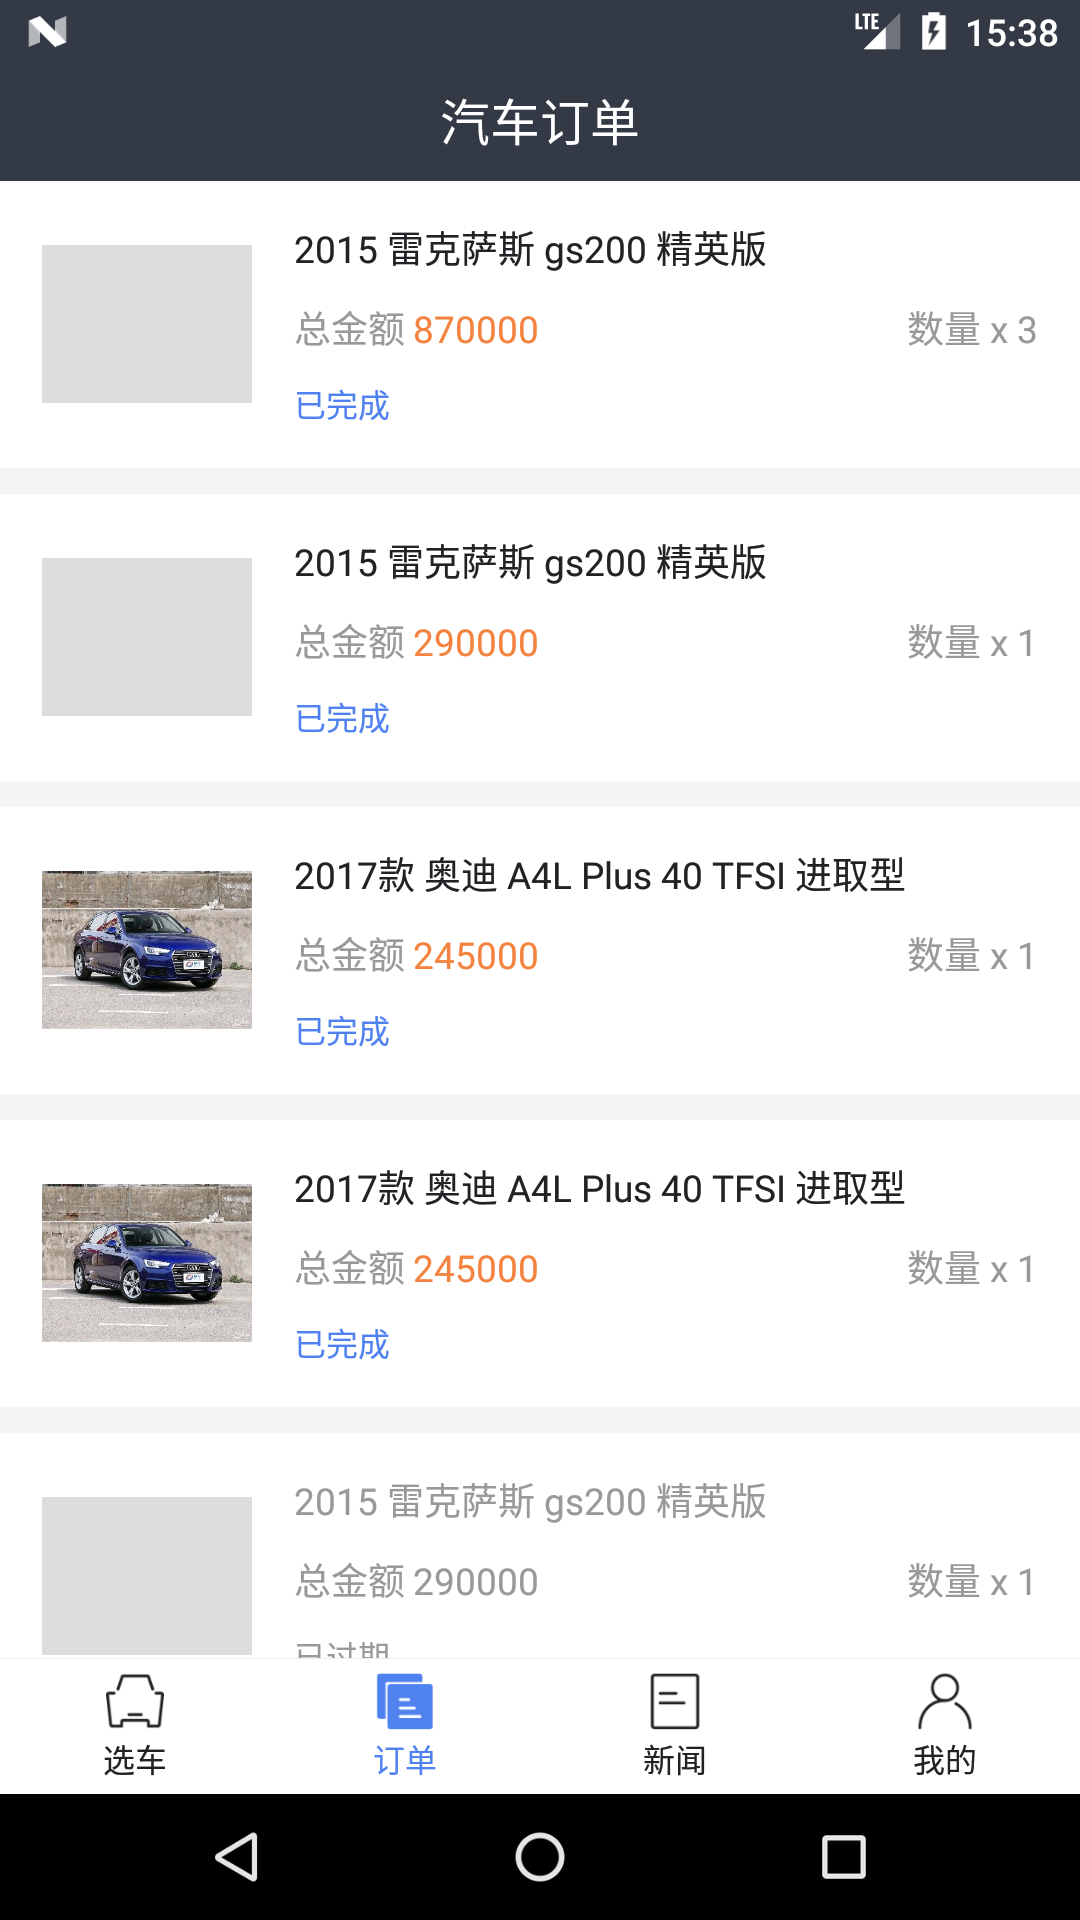 LTE 15:38
汽车订单
2015 雷克萨斯 gs200 精英版
总金额 870000 数量 x 3
已完成
2015 雷克萨斯 gs200 精英版
总金额 290000 数量 x 1
已完成
2017款 奥迪 A4L Plus 40 TFSI 进取型
总金额 245000 数量 x 1
已完成
2017款 奥迪 A4L Plus 40 TFSI 进取型
总金额 245000 数量 x 1
已完成
2015 雷克萨斯 gs200 精英版
总金额 290000 数量 x 1
已过期
选车 订单 新闻 我的